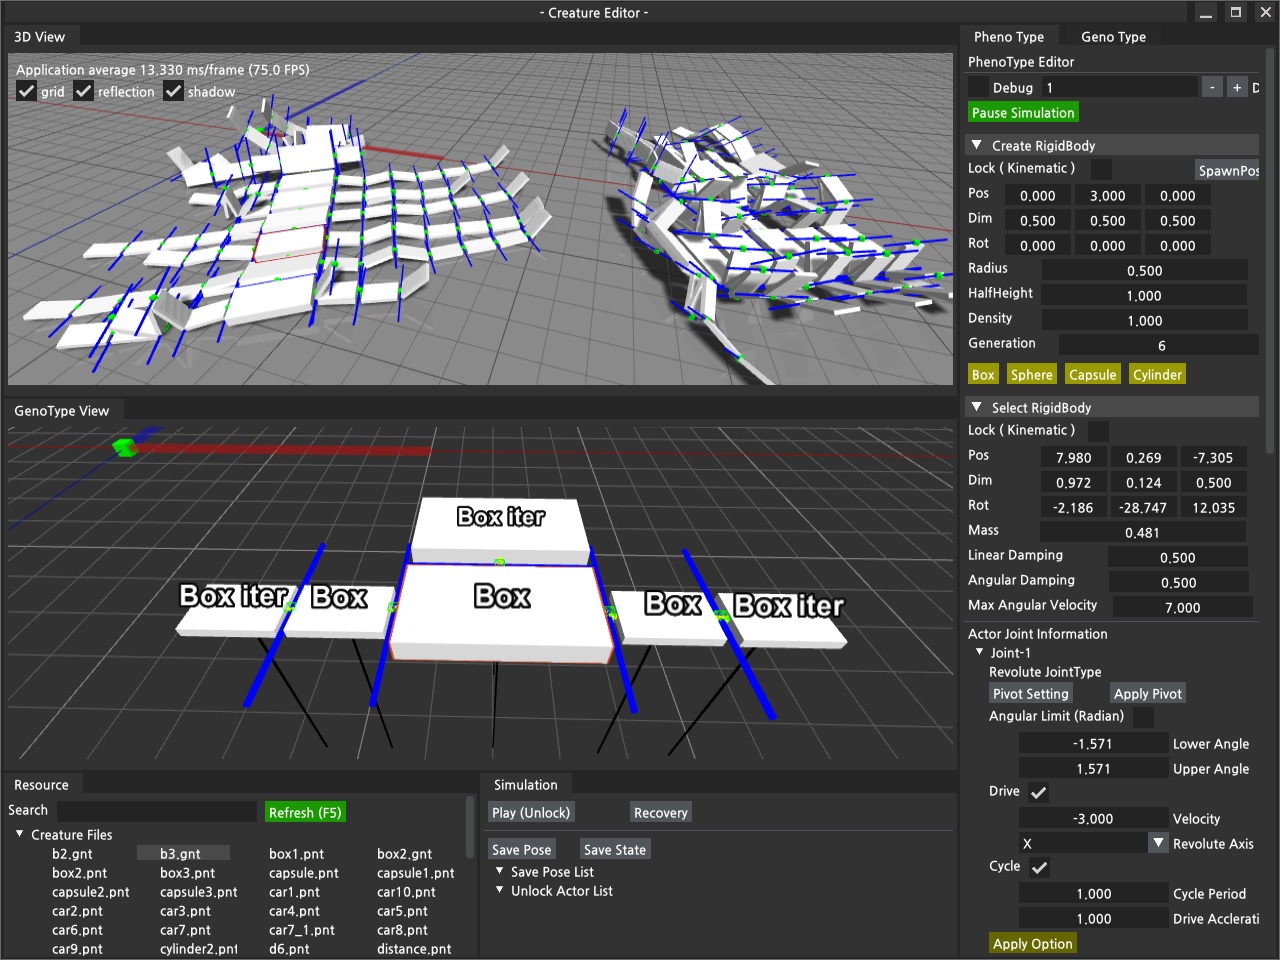 - Creature Editor -
3D View
Application average 13.330 ms/frame (75.0 FPS)
grid reflection shadow
GenoType View
Box iter
Box iter Box Box Box Box iter
Resource
Search Refresh (F5)
Creature Files
b2.gnt b3.gnt box1.pnt box2.gnt
box2.pnt box3.pnt capsule.pnt capsule1.pnt
capsule2.pnt capsule3.pnt car1.pnt car10.pnt
car2.pnt car3.pnt car4.pnt car5.pnt
car6.pnt car7.pnt car7_1.pnt car8.pnt
car9.pnt cylinder2.pnt d6.pnt distance.pnt
Simulation
Play (Unlock) Recovery
Save Pose Save State
Save Pose List
Unlock Actor List
Pheno Type Geno Type
PhenoType Editor
Debug 1 - + D
Pause Simulation
Create RigidBody
Lock ( Kinematic ) SpawnPos
Pos 0.000 3.000 0.000
Dim 0.500 0.500 0.500
Rot 0.000 0.000 0.000
Radius 0.500
HalfHeight 1.000
Density 1.000
Generation 6
Box Sphere Capsule Cylinder
Select RigidBody
Lock ( Kinematic )
Pos 7.980 0.269 -7.305
Dim 0.972 0.124 0.500
Rot -2.186 -28.747 12.035
Mass 0.481
Linear Damping 0.500
Angular Damping 0.500
Max Angular Velocity 7.000
Actor Joint Information
Joint-1
Revolute JointType
Pivot Setting Apply Pivot
Angular Limit (Radian)
-1.571 Lower Angle
1.571 Upper Angle
Drive
-3.000 Velocity
X Revolute Axis
Cycle
1.000 Cycle Period
1.000 Drive Acclerati
Apply Option